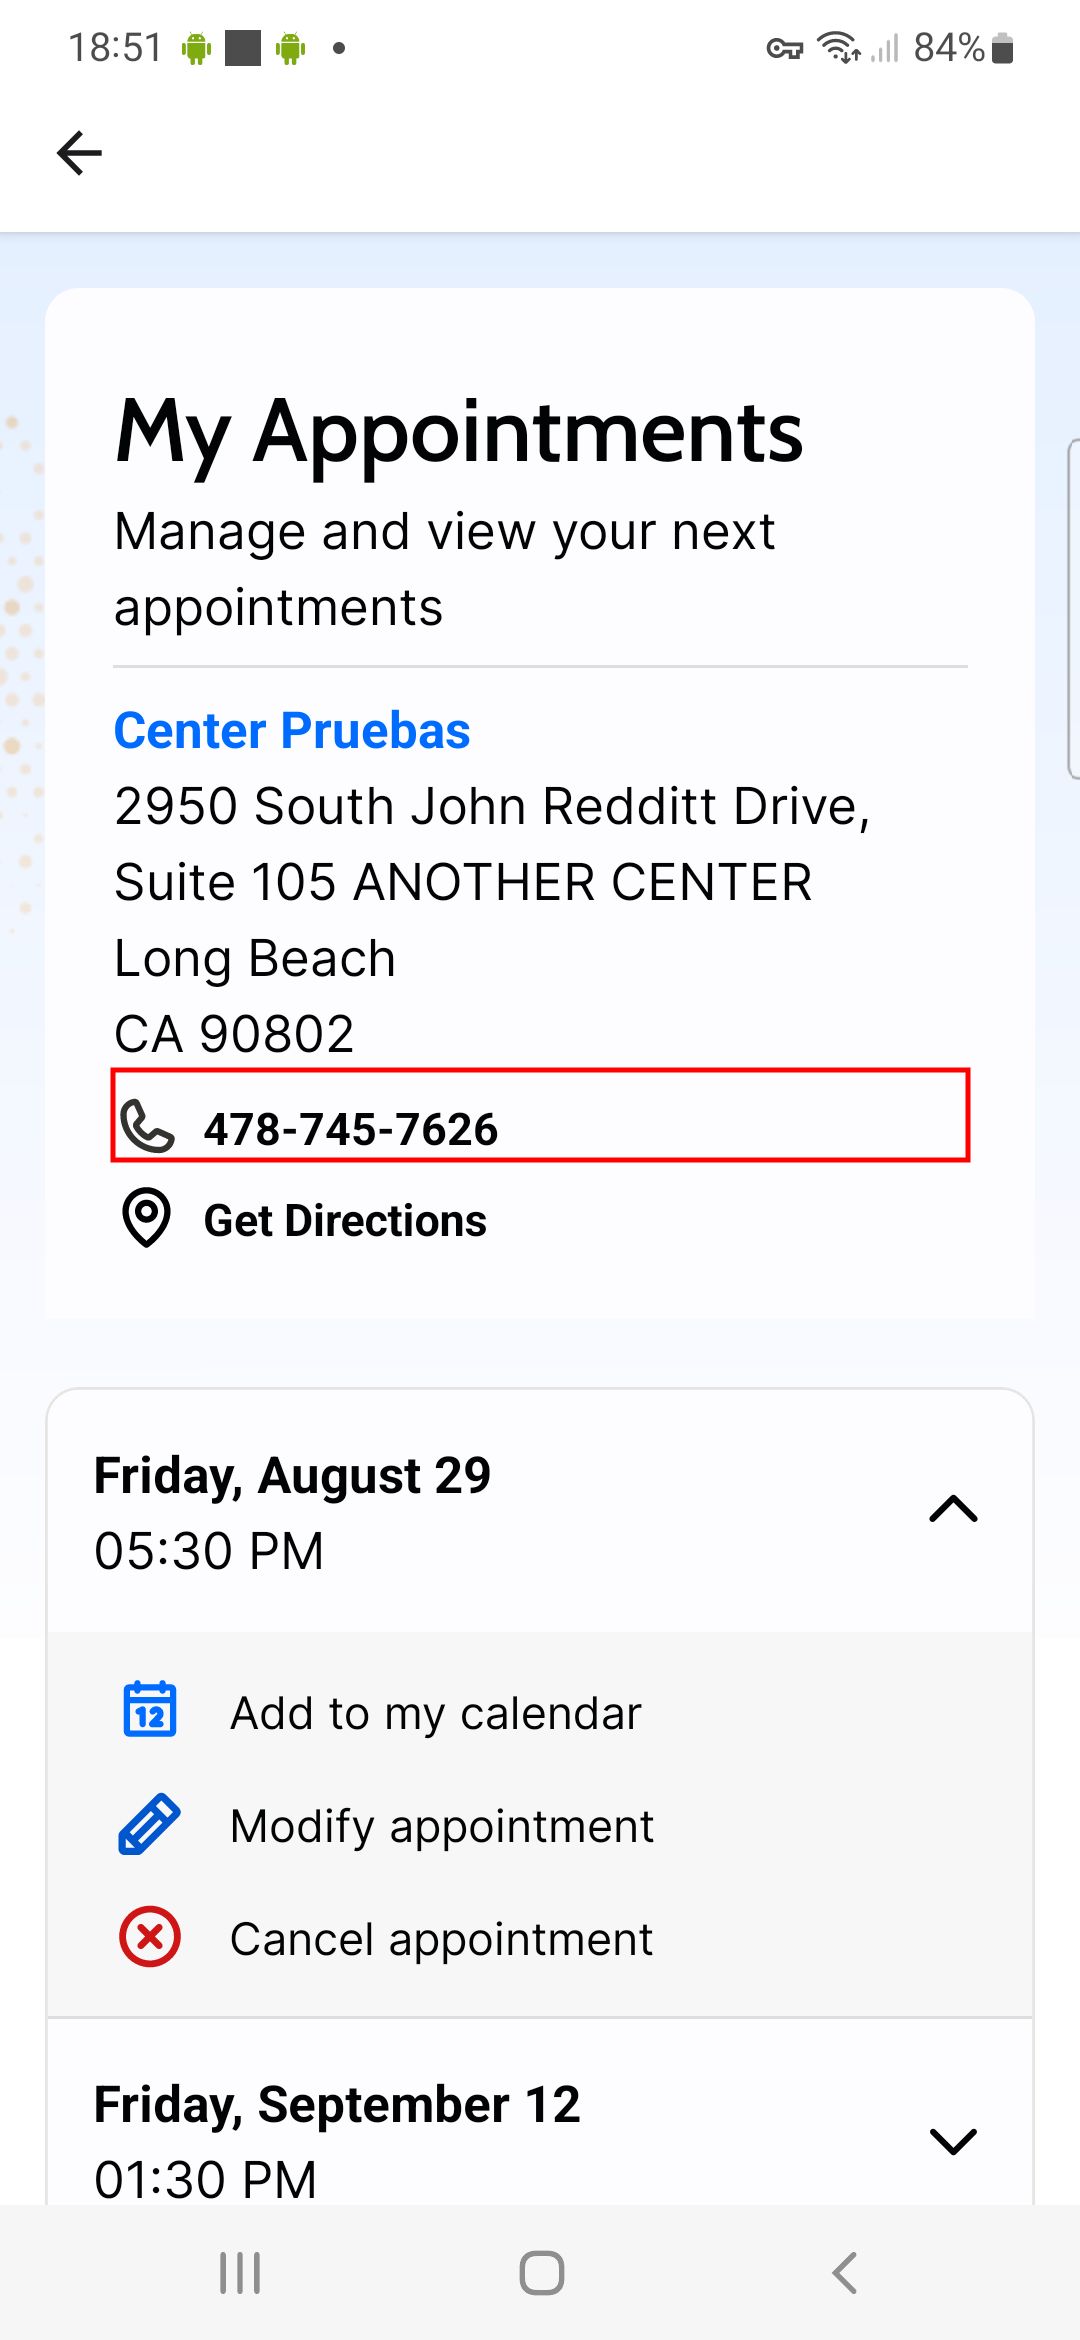 18:51
84%
My Appointments
Manage and view your next
appointments
Center Pruebas
2950 South John Redditt Drive,
Suite 105 ANOTHER CENTER
Long Beach
CA 90802
478-745-7626
Get Directions
Friday, August 29
05:30 PM
12
Add to my calendar
Modify appointment
Cancel appointment
Friday, September 12
01:30 PM